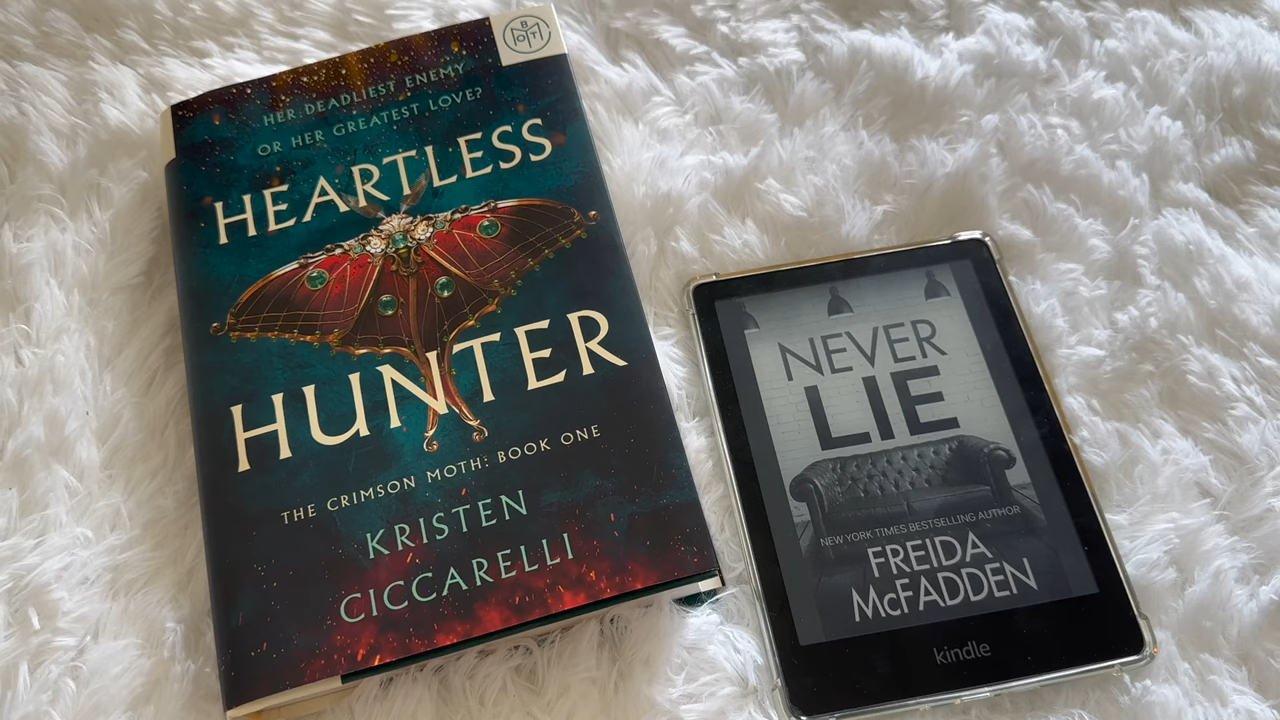 BOTM
HER DEADLIEST ENEMY
OR HER GREATEST LOVE?
HEARTLESS
HUNTER
THE CRIMSON MOTH: BOOK ONE
KRISTEN
CICCARELLI
NEVER
LIE
NEW YORK TIMES BESTSELLING AUTHOR
FREIDA
McFADDEN
kindle